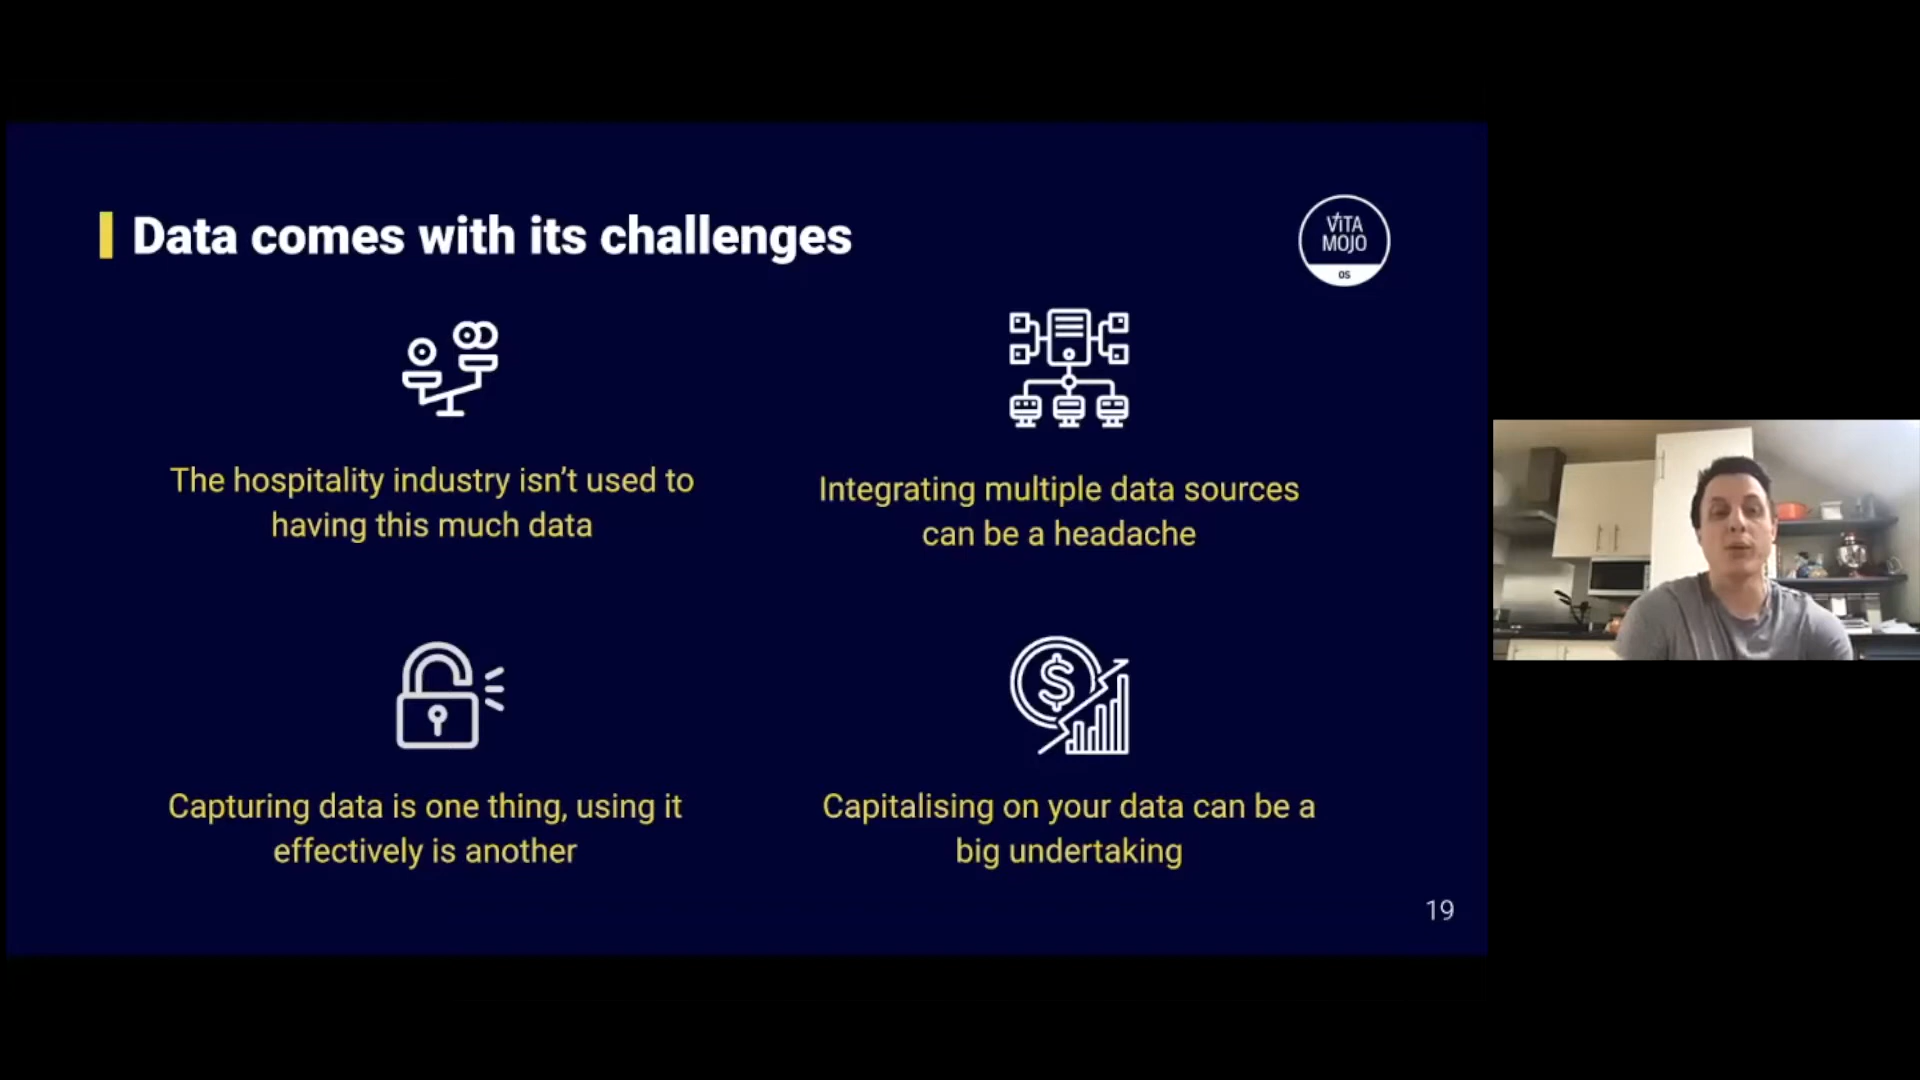 Data comes with its challenges
VITA
MOJO
OS
The hospitality industry isn't used to
having this much data
Integrating multiple data sources
can be a headache
Capturing data is one thing, using it
effectively is another
Capitalising on your data can be a
big undertaking
19